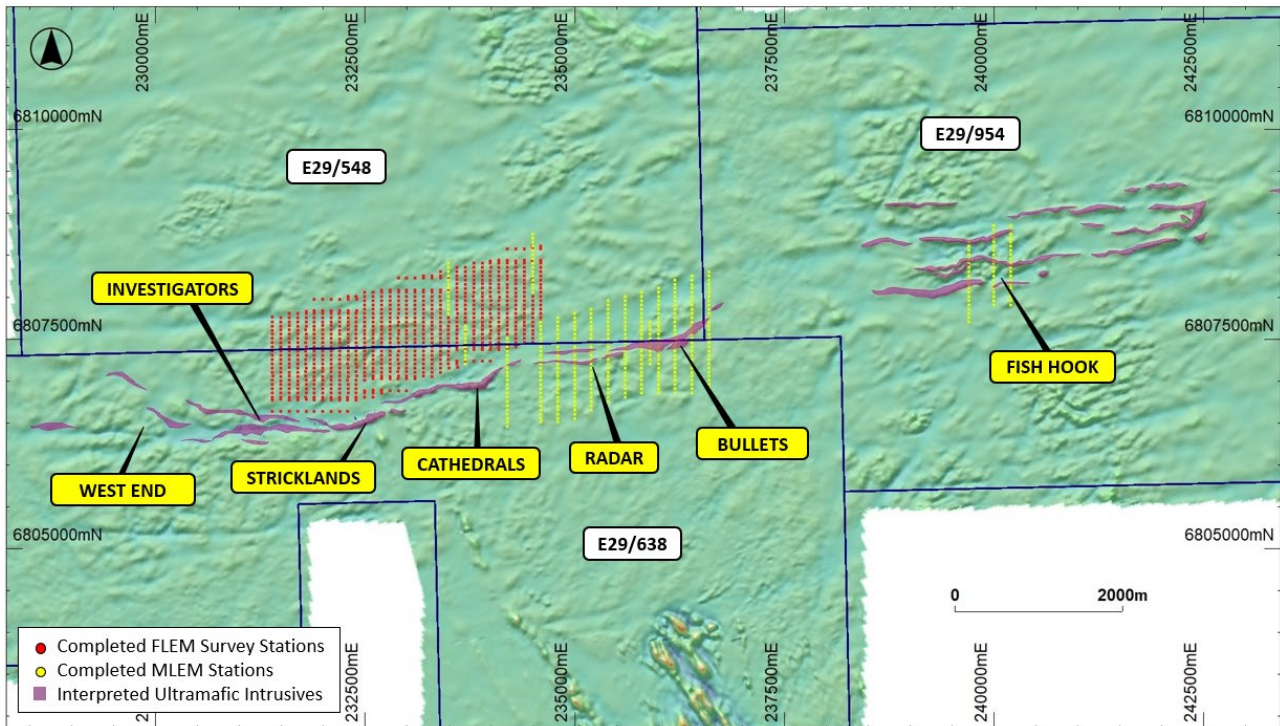 230000mE
232500mE
235000mE
237500mE
240000mE
242500mE
6810000mN
6810000mN
E29/954
E29/548
INVESTIGATORS
6807500mN
6807500mN
FISH HOOK
BULLETS
RADAR
CATHEDRALS
STRICKLANDS
WEST END
6805000mN
6805000mN
E29/638
0 2000m
Completed FLEM Survey Stations
Completed MLEM Stations
Interpreted Ultramafic Intrusives
232500mE
235000mE
237500mE
240000mE
242500mE